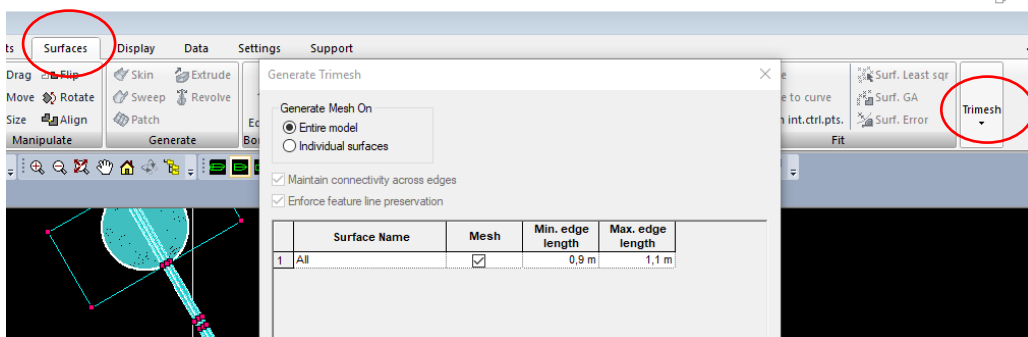 ts Surfaces Display Data Settings Support
Drag Flip Skin Extrude Generate Trimesh e Surf. Least sqr
Move Rotate Sweep Revolve Generate Mesh On e to curve Surf. GA Trimesh
Size Align Patch Ec Entire model n int.ctrl.pts. Surf. Error
Manipulate Generate Bo Individual surfaces Fit
Maintain connectivity across edges
Enforce feature line preservation
Surface Name Mesh Min. edge length Max. edge length
1 All 0,9 m 1,1 m